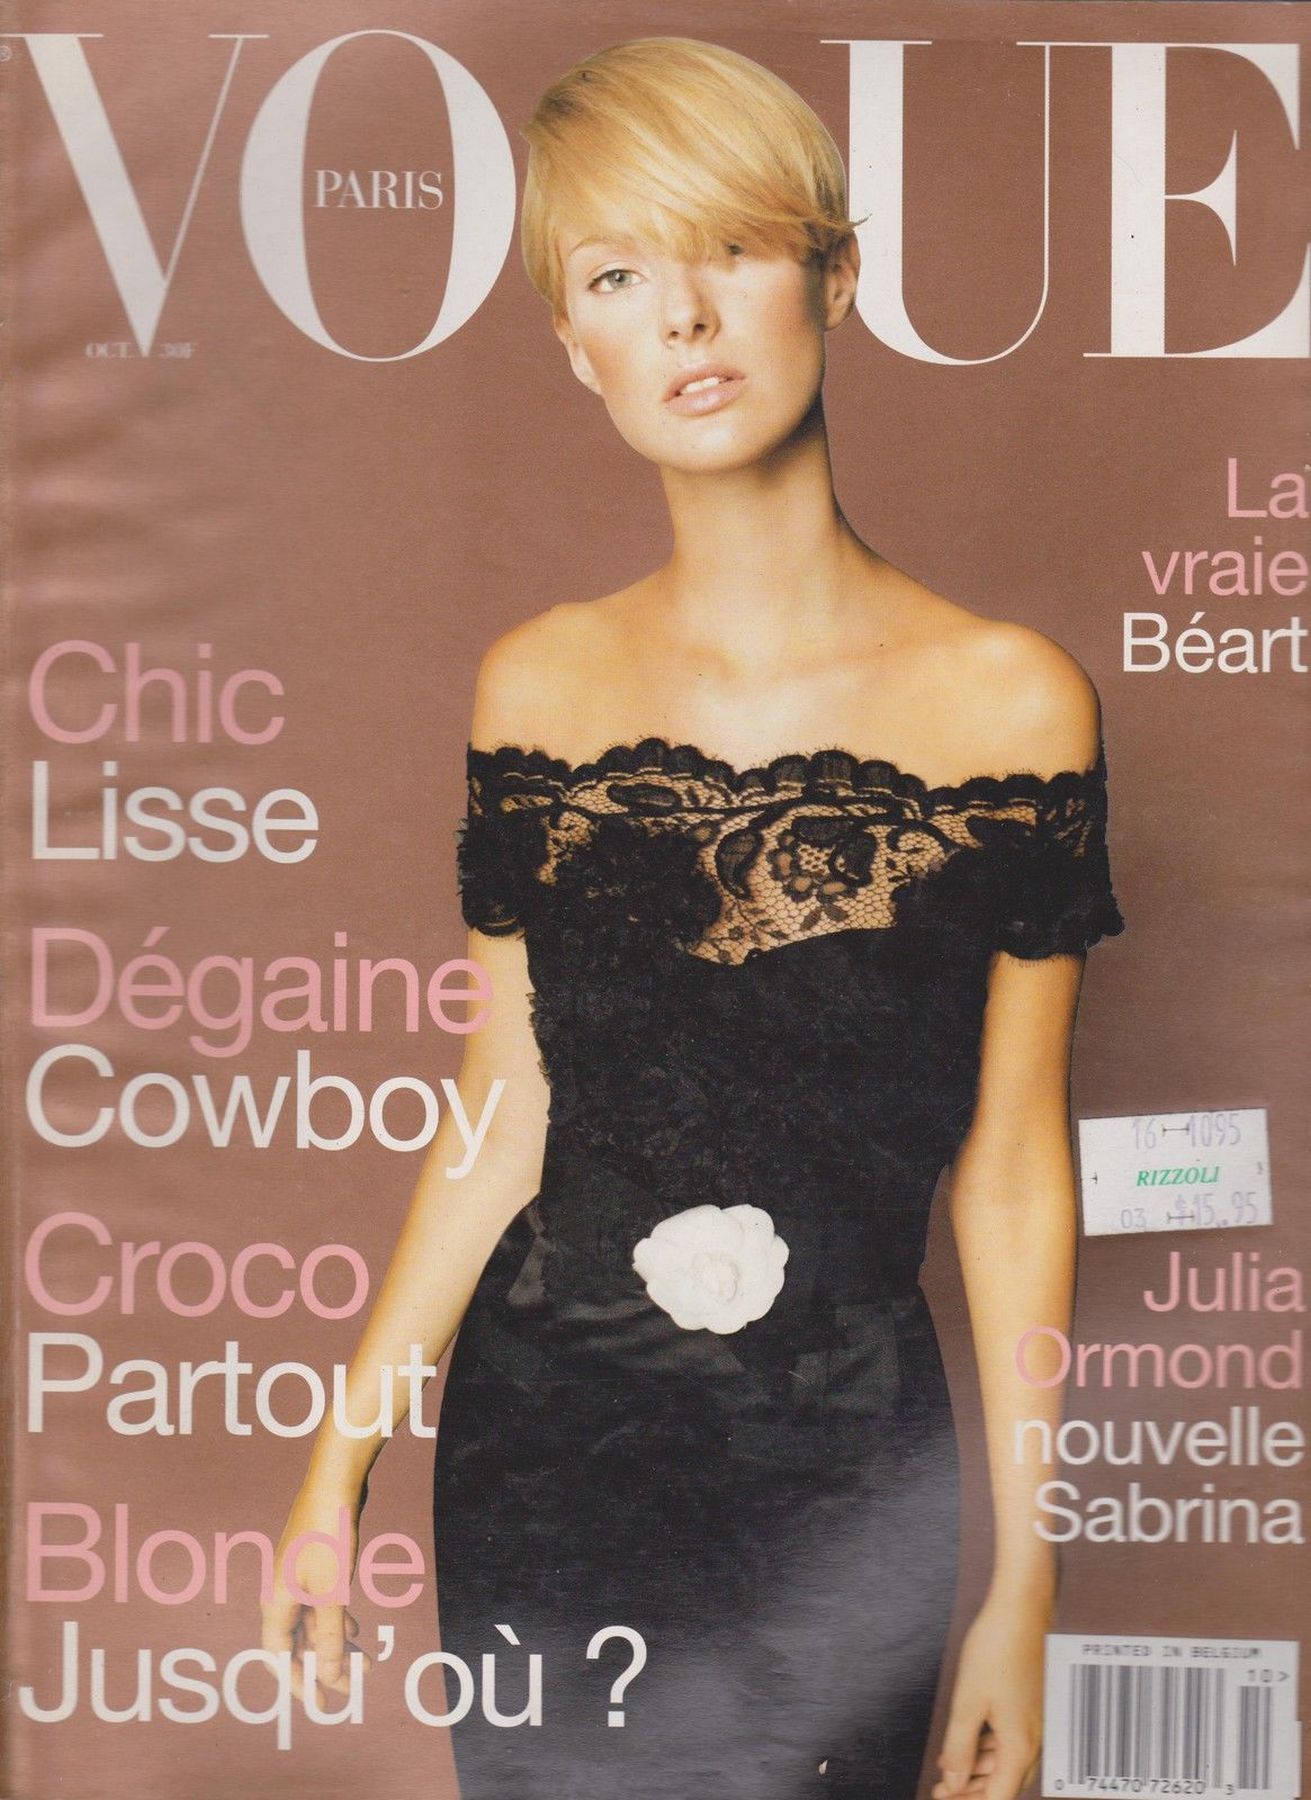 VOGUE
PARIS
OCT. 30F
La
vraie
Béart
Chic
Lisse
Dégaine
Cowboy
Croco
Partout
Blonde
Jusqu'où ?
16 1095
RIZZOLI
03 $15.95
Julia
Ormond
nouvelle
Sabrina
PRINTED IN BELGIUM
10>
0 74470 72620 3